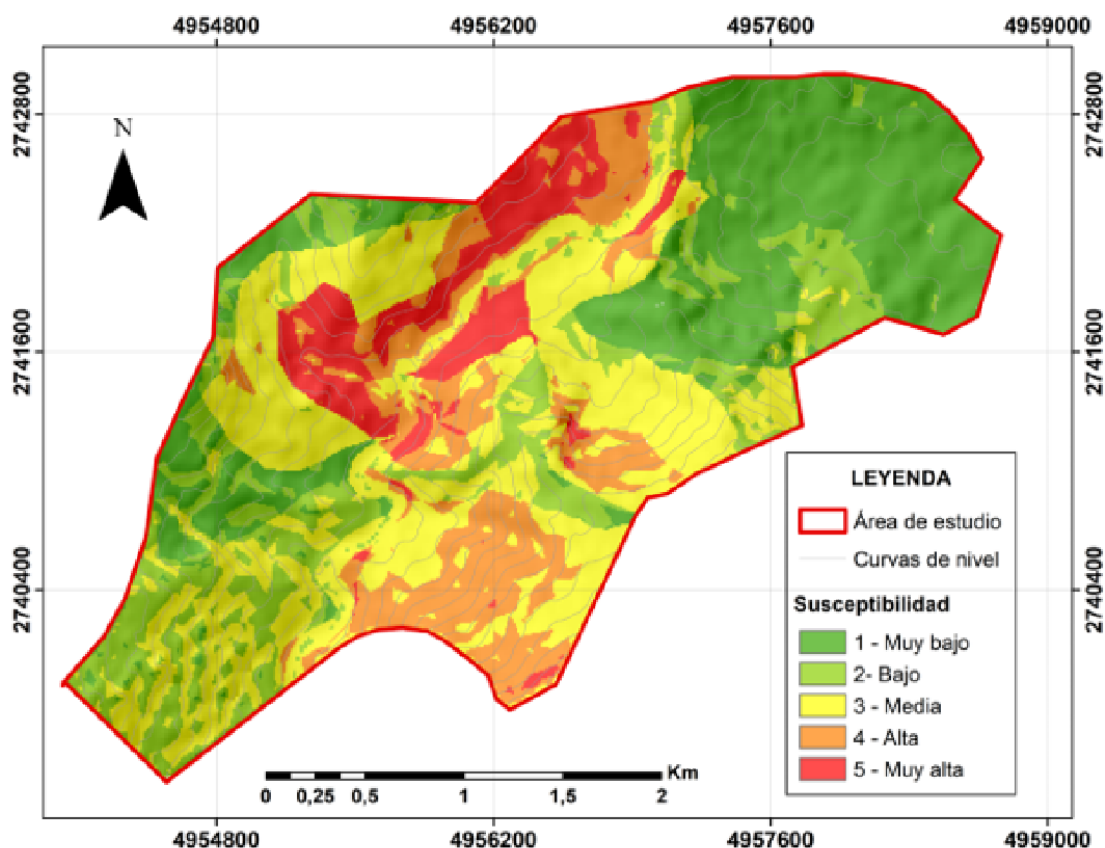 4954800 4956200 4957600 4959000
2742800 2742800
N
2741600 2741600
LEYENDA
Área de estudio
Curvas de nivel
2740400 2740400
Susceptibilidad
1 - Muy bajo
2- Bajo
3 - Media
4 - Alta
5 - Muy alta
Km
0 0,25 0,5 1 1,5 2
4954800 4956200 4957600 4959000